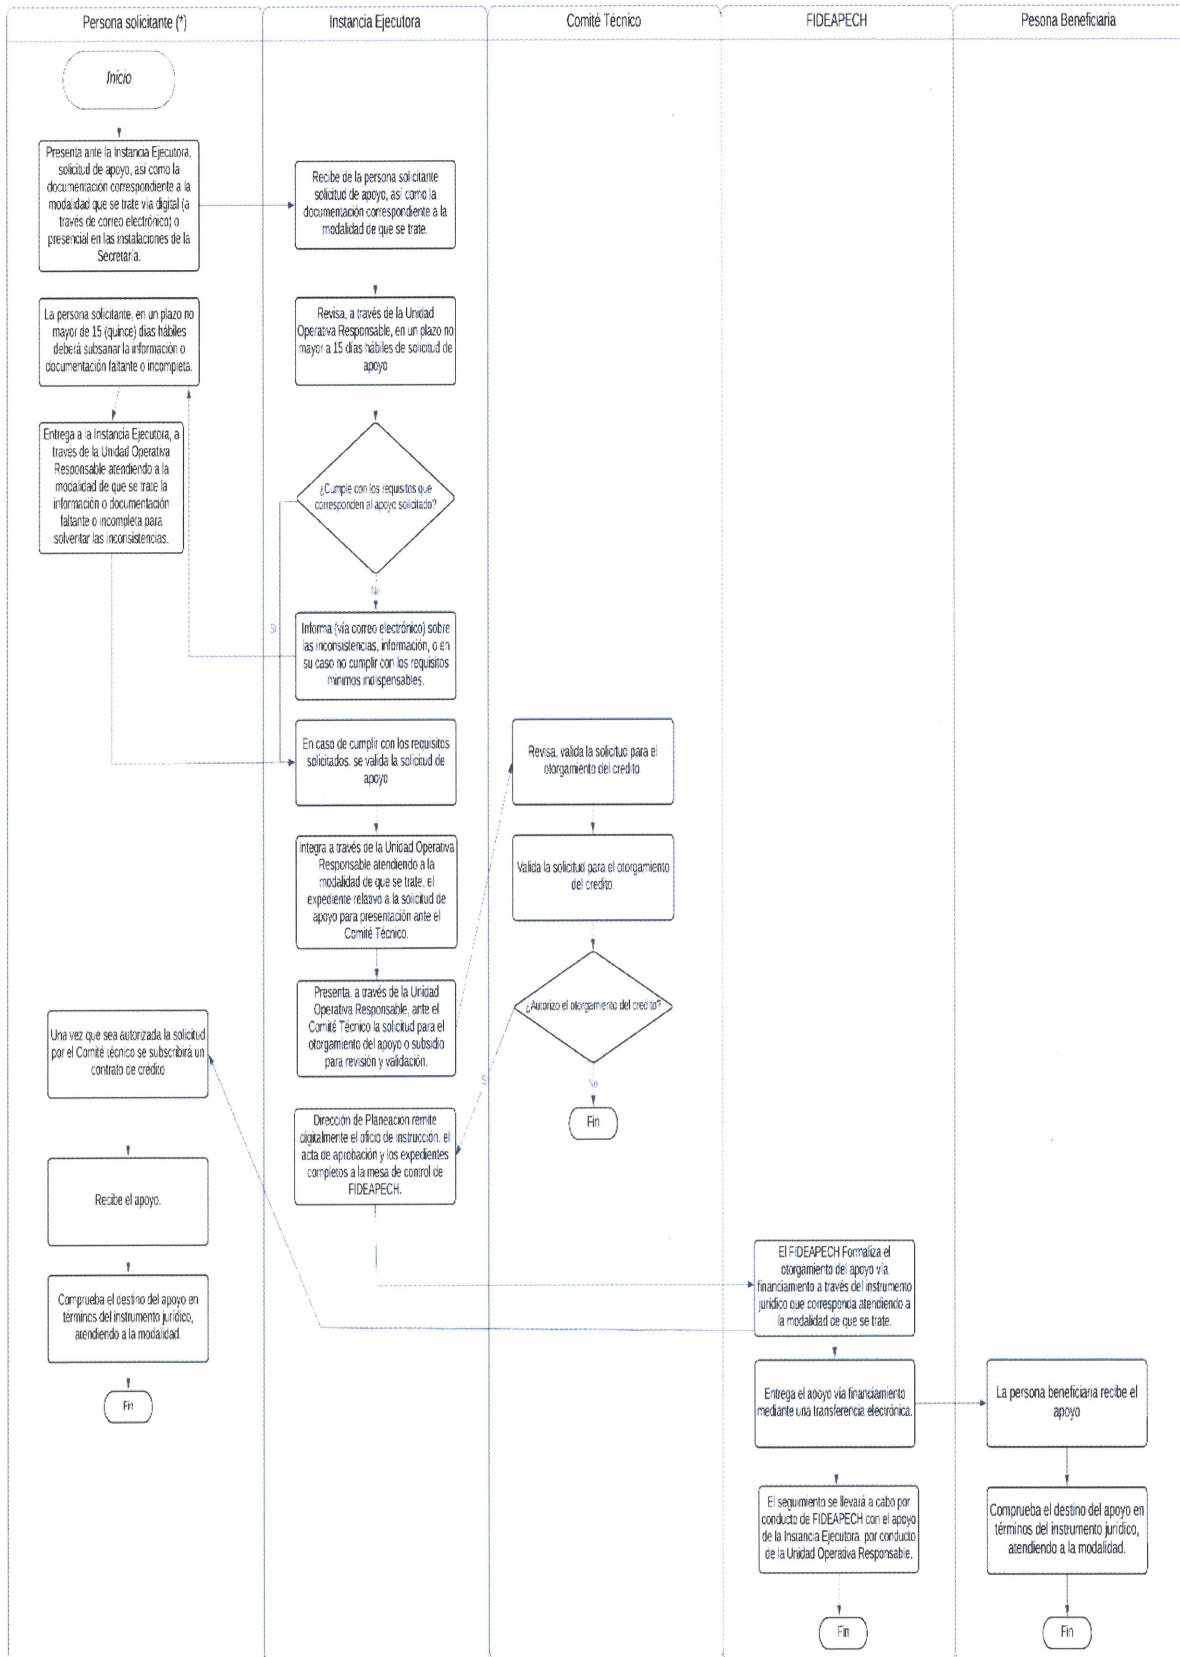 Persona solicitante (*)
Instancia Ejecutora
Comité Técnico
FIDEAPECH
Pesona Beneficiaria
Inicio
Presenta ante la Instancia Ejecutora,
solicitud de apoyo, así como la
documentación correspondiente a la
modalidad que se trate vía digital (a
través de correo electrónico) o
presencial en las instalaciones de la
Secretaría.
Recibe de la persona solicitante
solicitud de apoyo, así como la
documentación correspondiente a la
modalidad de que se trate.
La persona solicitante, en un plazo no
mayor de 15 (quince) días hábiles
deberá subsanar la información o
documentación faltante o incompleta.
Revisa, a través de la Unidad
Operativa Responsable, en un plazo no
mayor a 15 días hábiles de solicitud de
apoyo
Entrega a la Instancia Ejecutora, a
través de la Unidad Operativa
Responsable atendiendo a la
modalidad de que se trate la
información o documentación
faltante o incompleta para
solventar las inconsistencias.
¿Cumple con los requisitos que
corresponden al apoyo solicitado?
No
Si
Informa (vía correo electrónico) sobre
las inconsistencias, información, o en
su caso no cumplir con los requisitos
mínimos indispensables.
En caso de cumplir con los requisitos
solicitados, se valida la solicitud de
apoyo
Revisa, valida la solicitud para el
otorgamiento del credito.
Integra a través de la Unidad Operativa
Responsable atendiendo a la
modalidad de que se trate, el
expediente relativo a la solicitud de
apoyo para presentación ante el
Comité Técnico.
Valida la solicitud para el otorgamiento
del credito.
Presenta, a través de la Unidad
Operativa Responsable, ante el
Comité Técnico la solicitud para el
otorgamiento del apoyo o subsidio
para revisión y validación.
¿Autorizo el otorgamiento del credito?
Si
No
Fin
Una vez que sea autorizada la solicitud
por el Comité técnico se subscribirá un
contrato de crédito
Dirección de Planeación remite
digitalmente el oficio de instrucción, el
acta de aprobación y los expedientes
completos a la mesa de control de
FIDEAPECH.
Recibe el apoyo.
El FIDEAPECH Formaliza el
otorgamiento del apoyo vía
financiamiento a través del instrumento
jurídico que corresponda atendiendo a
la modalidad de que se trate.
Comprueba el destino del apoyo en
términos del instrumento jurídico,
atendiendo a la modalidad.
Fin
Entrega el apoyo vía financiamiento
mediante una transferencia electrónica.
La persona beneficiaria recibe el
apoyo
El seguimiento se llevará a cabo por
conducto de FIDEAPECH con el apoyo
de la Instancia Ejecutora, por conducto
de la Unidad Operativa Responsable.
Comprueba el destino del apoyo en
términos del instrumento jurídico,
atendiendo a la modalidad.
Fin
Fin